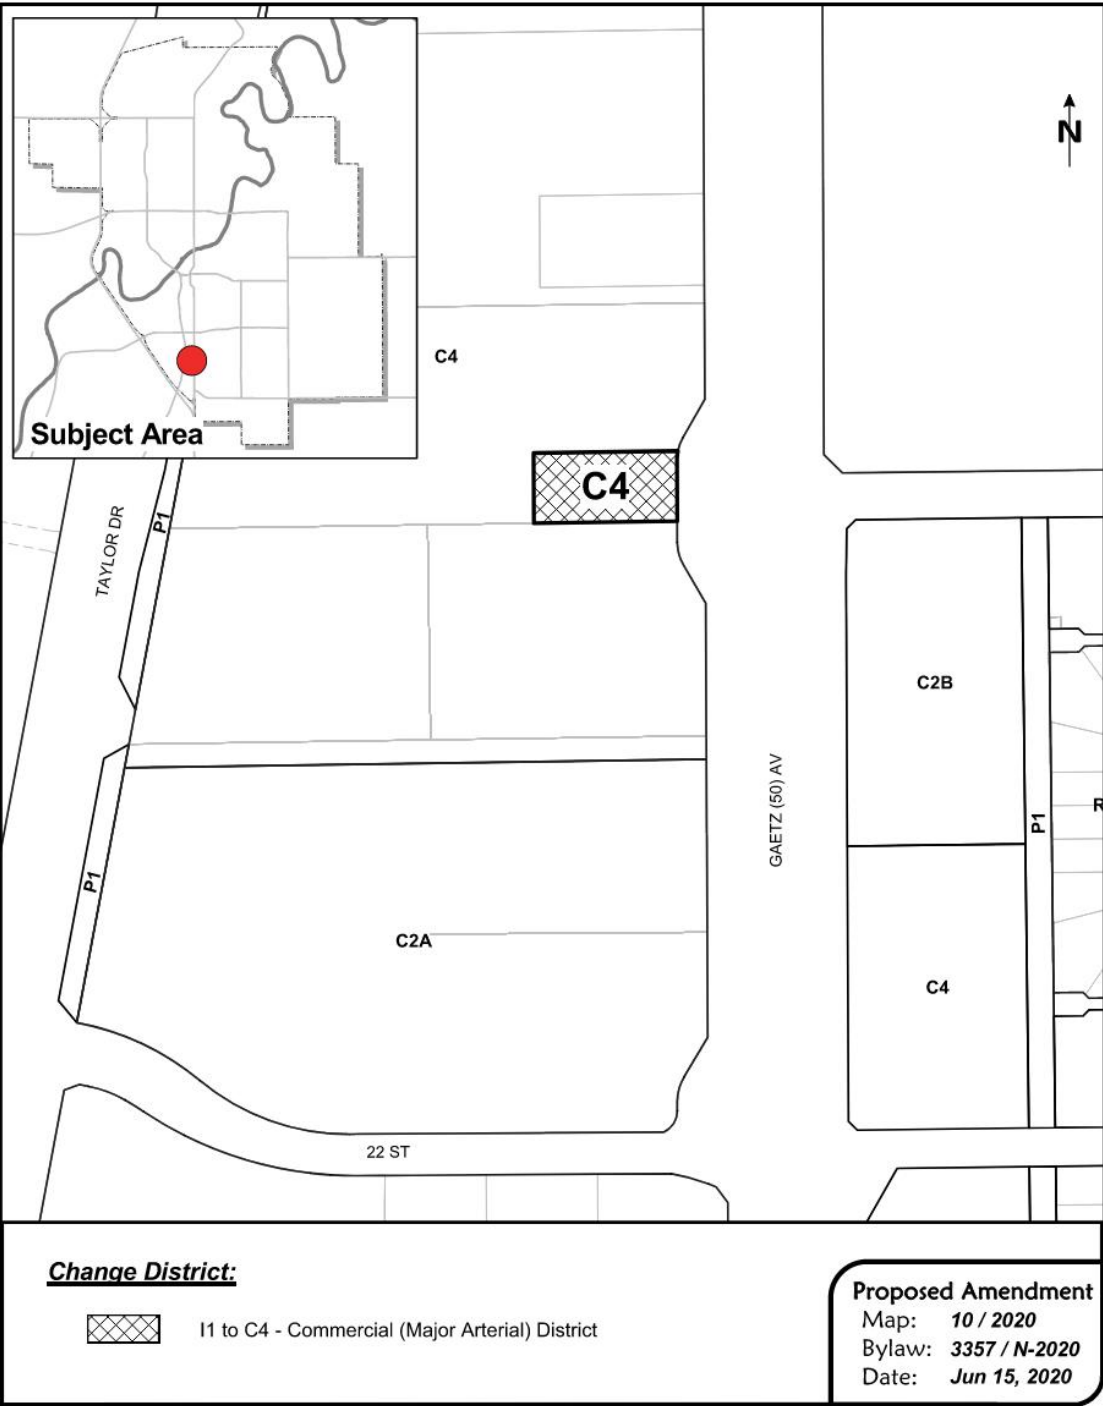 N
C4
Subject Area
C4
P1
TAYLOR DR
C2B
GAETZ (50) AV
R
P1
P1
C2A
C4
22 ST
Change District:
I1 to C4 - Commercial (Major Arterial) District
Proposed Amendment
Map: 10 / 2020
Bylaw: 3357 / N-2020
Date: Jun 15, 2020